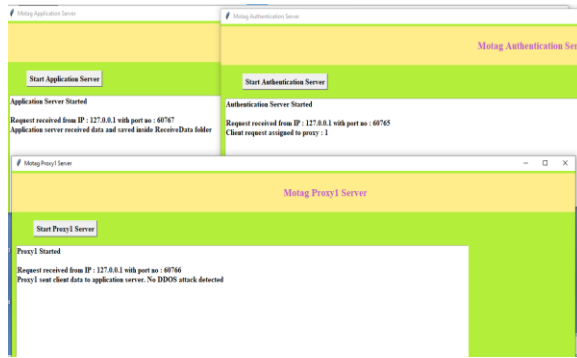 Motag Application Server
Start Application Server
Application Server Started
Request received from IP : 127.0.0.1 with port no : 60767
Application server received data and saved inside ReceiveData folder
Motag Authentication Server
Motag Authentication Ser
Start Authentication Server
Authentication Server Started
Request received from IP : 127.0.0.1 with port no : 60765
Client request assigned to proxy : 1
Motag Proxy1 Server
Motag Proxy1 Server
Start Proxy1 Server
Proxy1 Started
Request received from IP : 127.0.0.1 with port no : 60766
Proxy1 sent client data to application server. No DDOS attack detected